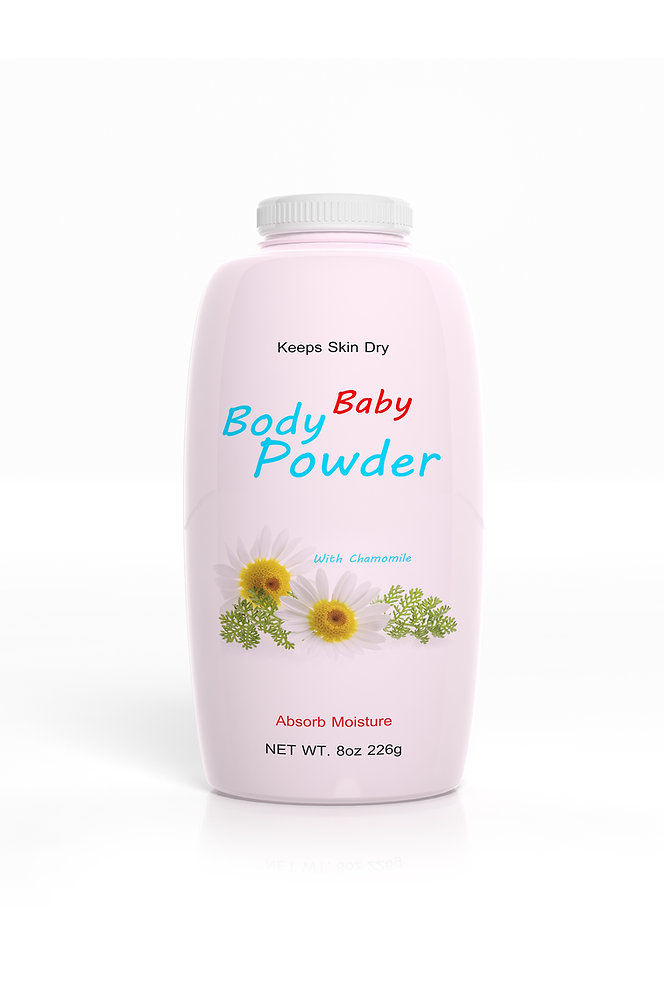 Keeps Skin Dry
Baby
Body
Powder
With Chamomile
Absorb Moisture
NET WT. 8oz 226g